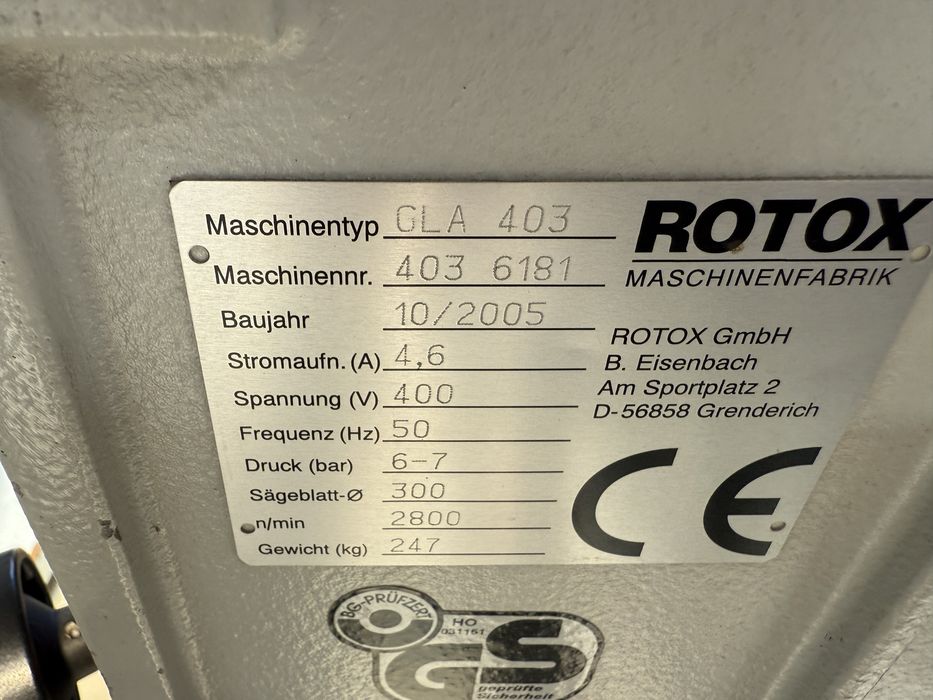 Maschinentyp GLA 403
Maschinennr. 403 6181
Baujahr 10/2005
Stromaufn. (A) 4,6
Spannung (V) 400
Frequenz (Hz) 50
Druck (bar) 6-7
Sägeblatt-Ø 300
n/min 2800
Gewicht (kg) 247
ROTOX
MASCHINENFABRIK
ROTOX GmbH
B. Eisenbach
Am Sportplatz 2
D-56858 Grenderich
CE
BG-PRÜFZERT
HO
031151
GS
geprüfte
Sicherheit